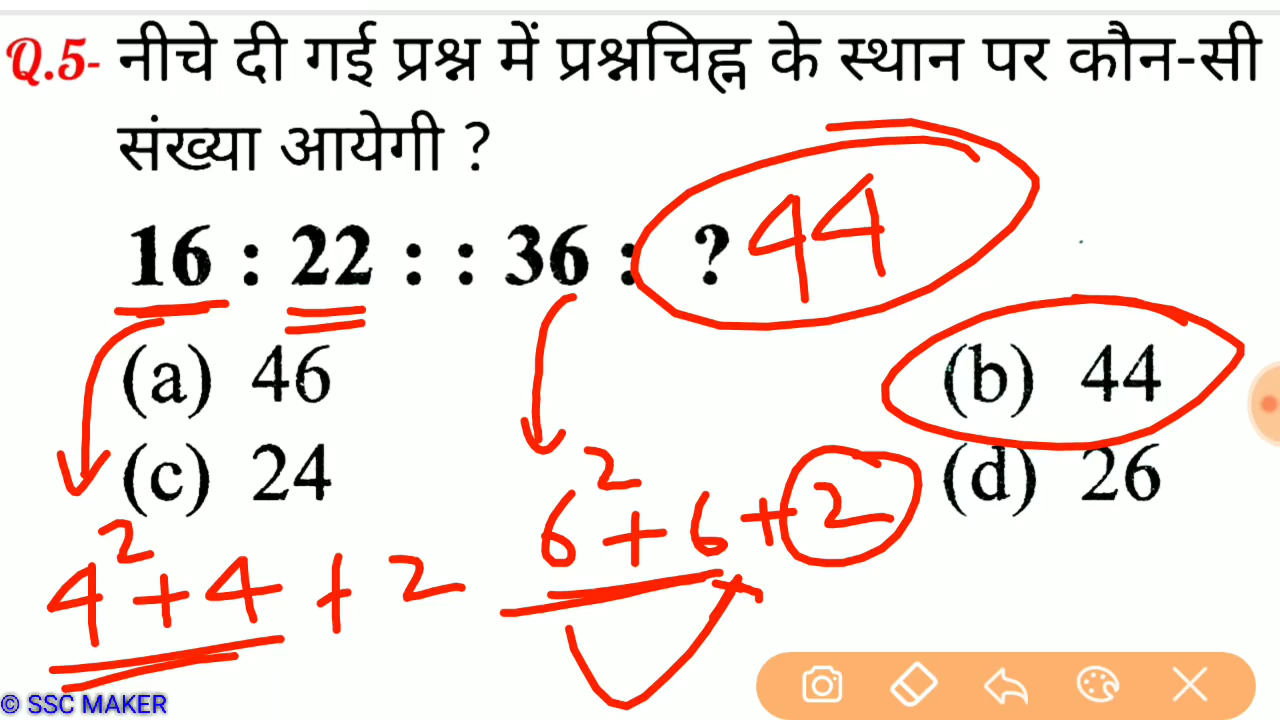 Q.5- नीचे दी गई प्रश्न में प्रश्नचिह्न के स्थान पर कौन-सी
संख्या आयेगी ?
16 : 22 : : 36 : ? 44
(a) 46 (b) 44
(c) 24 (d) 26
4² + 4 + 2 6² + 6 + 2
© SSC MAKER